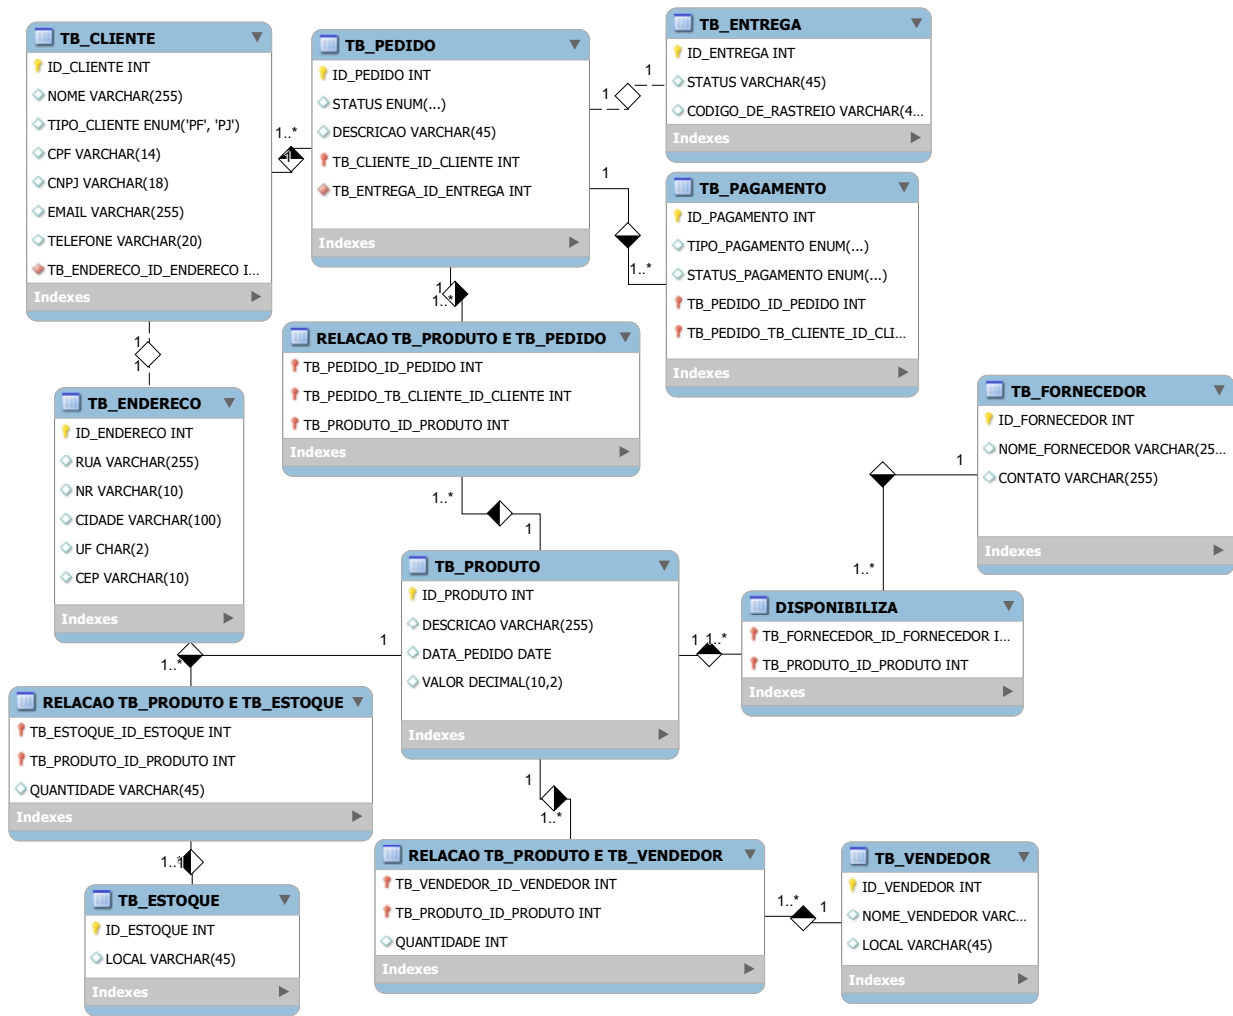 TB_CLIENTE
ID_CLIENTE INT
NOME VARCHAR(255)
TIPO_CLIENTE ENUM('PF', 'PJ')
CPF VARCHAR(14)
CNPJ VARCHAR(18)
EMAIL VARCHAR(255)
TELEFONE VARCHAR(20)
TB_ENDERECO_ID_ENDERECO I...
Indexes
1..*
1
TB_PEDIDO
ID_PEDIDO INT
STATUS ENUM(...)
DESCRICAO VARCHAR(45)
TB_CLIENTE_ID_CLIENTE INT
TB_ENTREGA_ID_ENTREGA INT
Indexes
1
1
TB_ENTREGA
ID_ENTREGA INT
STATUS VARCHAR(45)
CODIGO_DE_RASTREIO VARCHAR(4...
Indexes
1
1..*
TB_PAGAMENTO
ID_PAGAMENTO INT
TIPO_PAGAMENTO ENUM(...)
STATUS_PAGAMENTO ENUM(...)
TB_PEDIDO_ID_PEDIDO INT
TB_PEDIDO_TB_CLIENTE_ID_CLI...
Indexes
1
1..*
RELACAO TB_PRODUTO E TB_PEDIDO
TB_PEDIDO_ID_PEDIDO INT
TB_PEDIDO_TB_CLIENTE_ID_CLIENTE INT
TB_PRODUTO_ID_PRODUTO INT
Indexes
1
1
TB_ENDERECO
ID_ENDERECO INT
RUA VARCHAR(255)
NR VARCHAR(10)
CIDADE VARCHAR(100)
UF CHAR(2)
CEP VARCHAR(10)
Indexes
TB_FORNECEDOR
ID_FORNECEDOR INT
NOME_FORNECEDOR VARCHAR(25...
CONTATO VARCHAR(255)
Indexes
1
1..*
1..*
1
TB_PRODUTO
ID_PRODUTO INT
DESCRICAO VARCHAR(255)
DATA_PEDIDO DATE
VALOR DECIMAL(10,2)
Indexes
1
1..*
DISPONIBILIZA
TB_FORNECEDOR_ID_FORNECEDOR I...
TB_PRODUTO_ID_PRODUTO INT
Indexes
1
1..*
RELACAO TB_PRODUTO E TB_ESTOQUE
TB_ESTOQUE_ID_ESTOQUE INT
TB_PRODUTO_ID_PRODUTO INT
QUANTIDADE VARCHAR(45)
Indexes
1..*
1
TB_ESTOQUE
ID_ESTOQUE INT
LOCAL VARCHAR(45)
Indexes
1
1..*
RELACAO TB_PRODUTO E TB_VENDEDOR
TB_VENDEDOR_ID_VENDEDOR INT
TB_PRODUTO_ID_PRODUTO INT
QUANTIDADE INT
Indexes
1..*
1
TB_VENDEDOR
ID_VENDEDOR INT
NOME_VENDEDOR VARC...
LOCAL VARCHAR(45)
Indexes